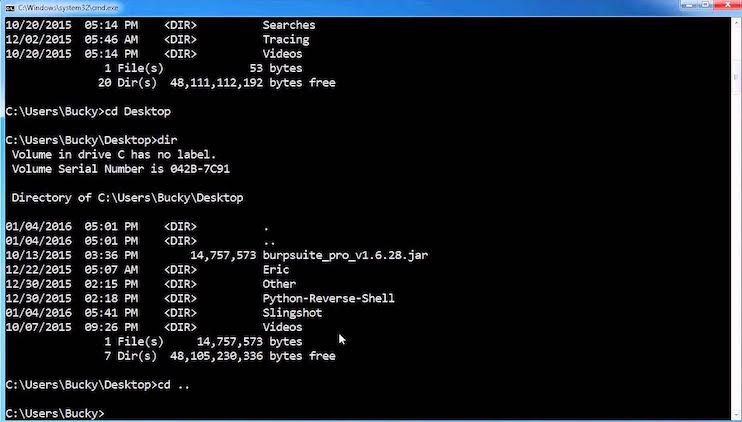 C:\Windows\system32\cmd.exe
10/20/2015  05:14 PM    <DIR>          Searches
12/02/2015  05:46 AM    <DIR>          Tracing
10/20/2015  05:14 PM    <DIR>          Videos
               1 File(s)             53 bytes
              20 Dir(s)  48,111,112,192 bytes free
C:\Users\Bucky>cd Desktop
C:\Users\Bucky\Desktop>dir
 Volume in drive C has no label.
 Volume Serial Number is 042B-7C91
 Directory of C:\Users\Bucky\Desktop
01/04/2016  05:01 PM    <DIR>          .
01/04/2016  05:01 PM    <DIR>          ..
10/13/2015  03:36 PM        14,757,573 burpsuite_pro_v1.6.28.jar
12/22/2015  05:07 AM    <DIR>          Eric
12/30/2015  02:15 PM    <DIR>          Other
12/30/2015  02:18 PM    <DIR>          Python-Reverse-Shell
01/04/2016  05:41 PM    <DIR>          Slingshot
10/07/2015  09:26 PM    <DIR>          Videos
               1 File(s)     14,757,573 bytes
               7 Dir(s)  48,105,230,336 bytes free
C:\Users\Bucky\Desktop>cd ..
C:\Users\Bucky>